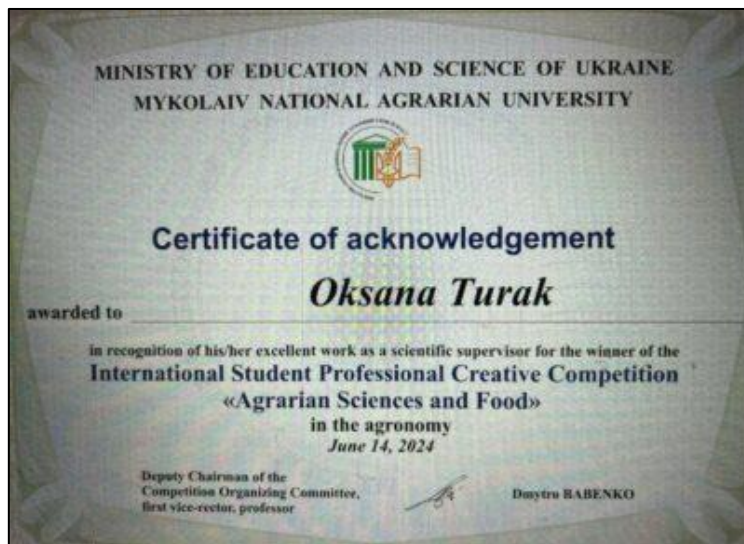 MINISTRY OF EDUCATION AND SCIENCE OF UKRAINE
MYKOLAIV NATIONAL AGRARIAN UNIVERSITY
Certificate of acknowledgement
Oksana Turak
awarded to
in recognition of his/her excellent work as a scientific supervisor for the winner of the
International Student Professional Creative Competition
«Agrarian Sciences and Food»
in the agronomy
June 14, 2024
Deputy Chairman of the
Competition Organizing Committee,
first vice-rector, professor
Dmytro BABENKO